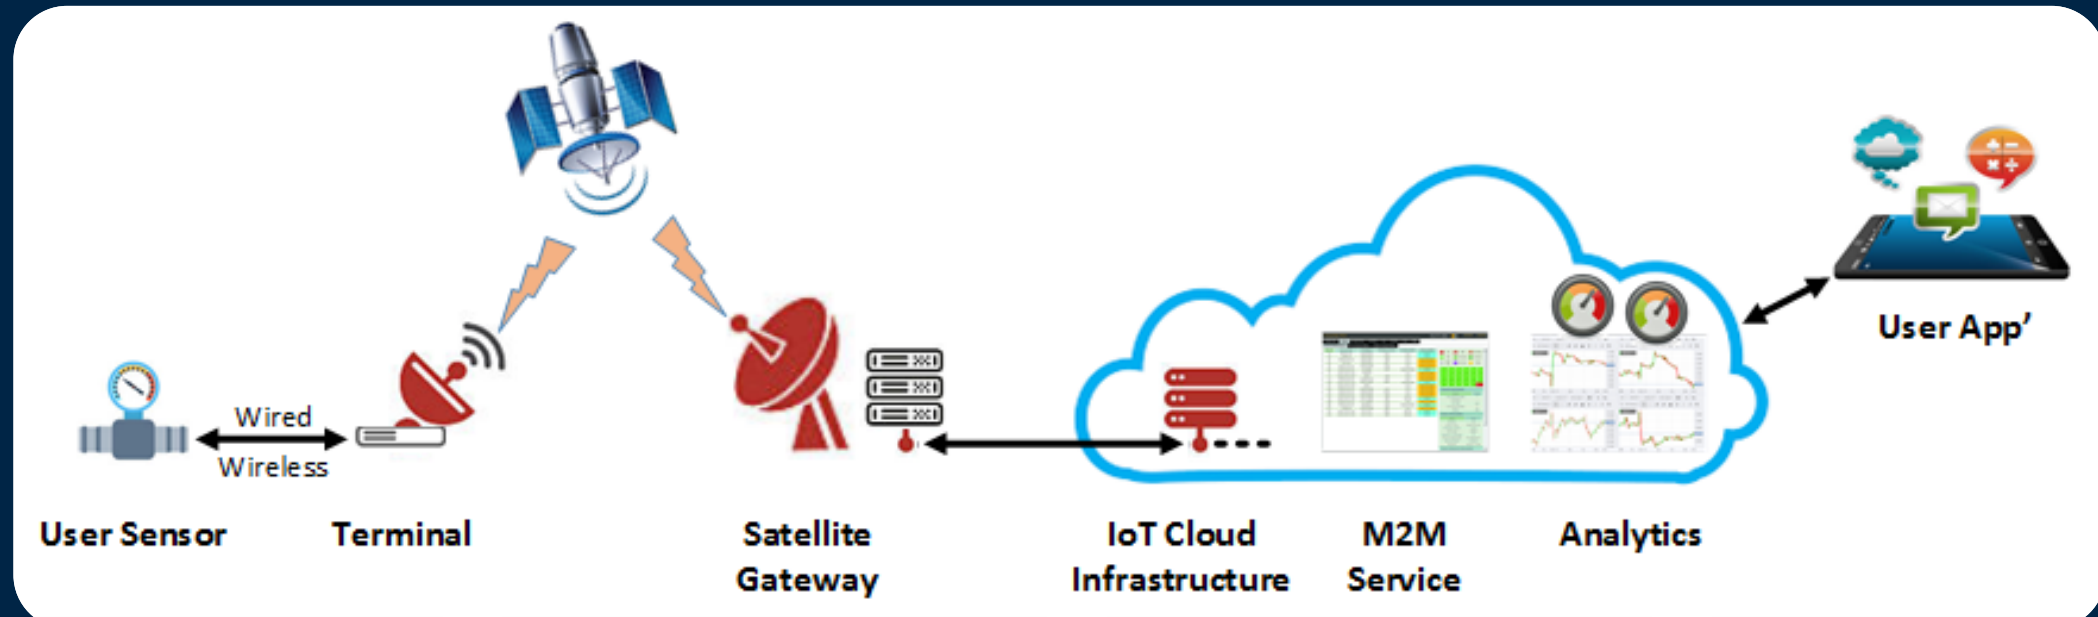 Wired
Wireless
User App’
User Sensor
Terminal
Satellite
Gateway
IoT Cloud
Infrastructure
M2M
Service
Analytics